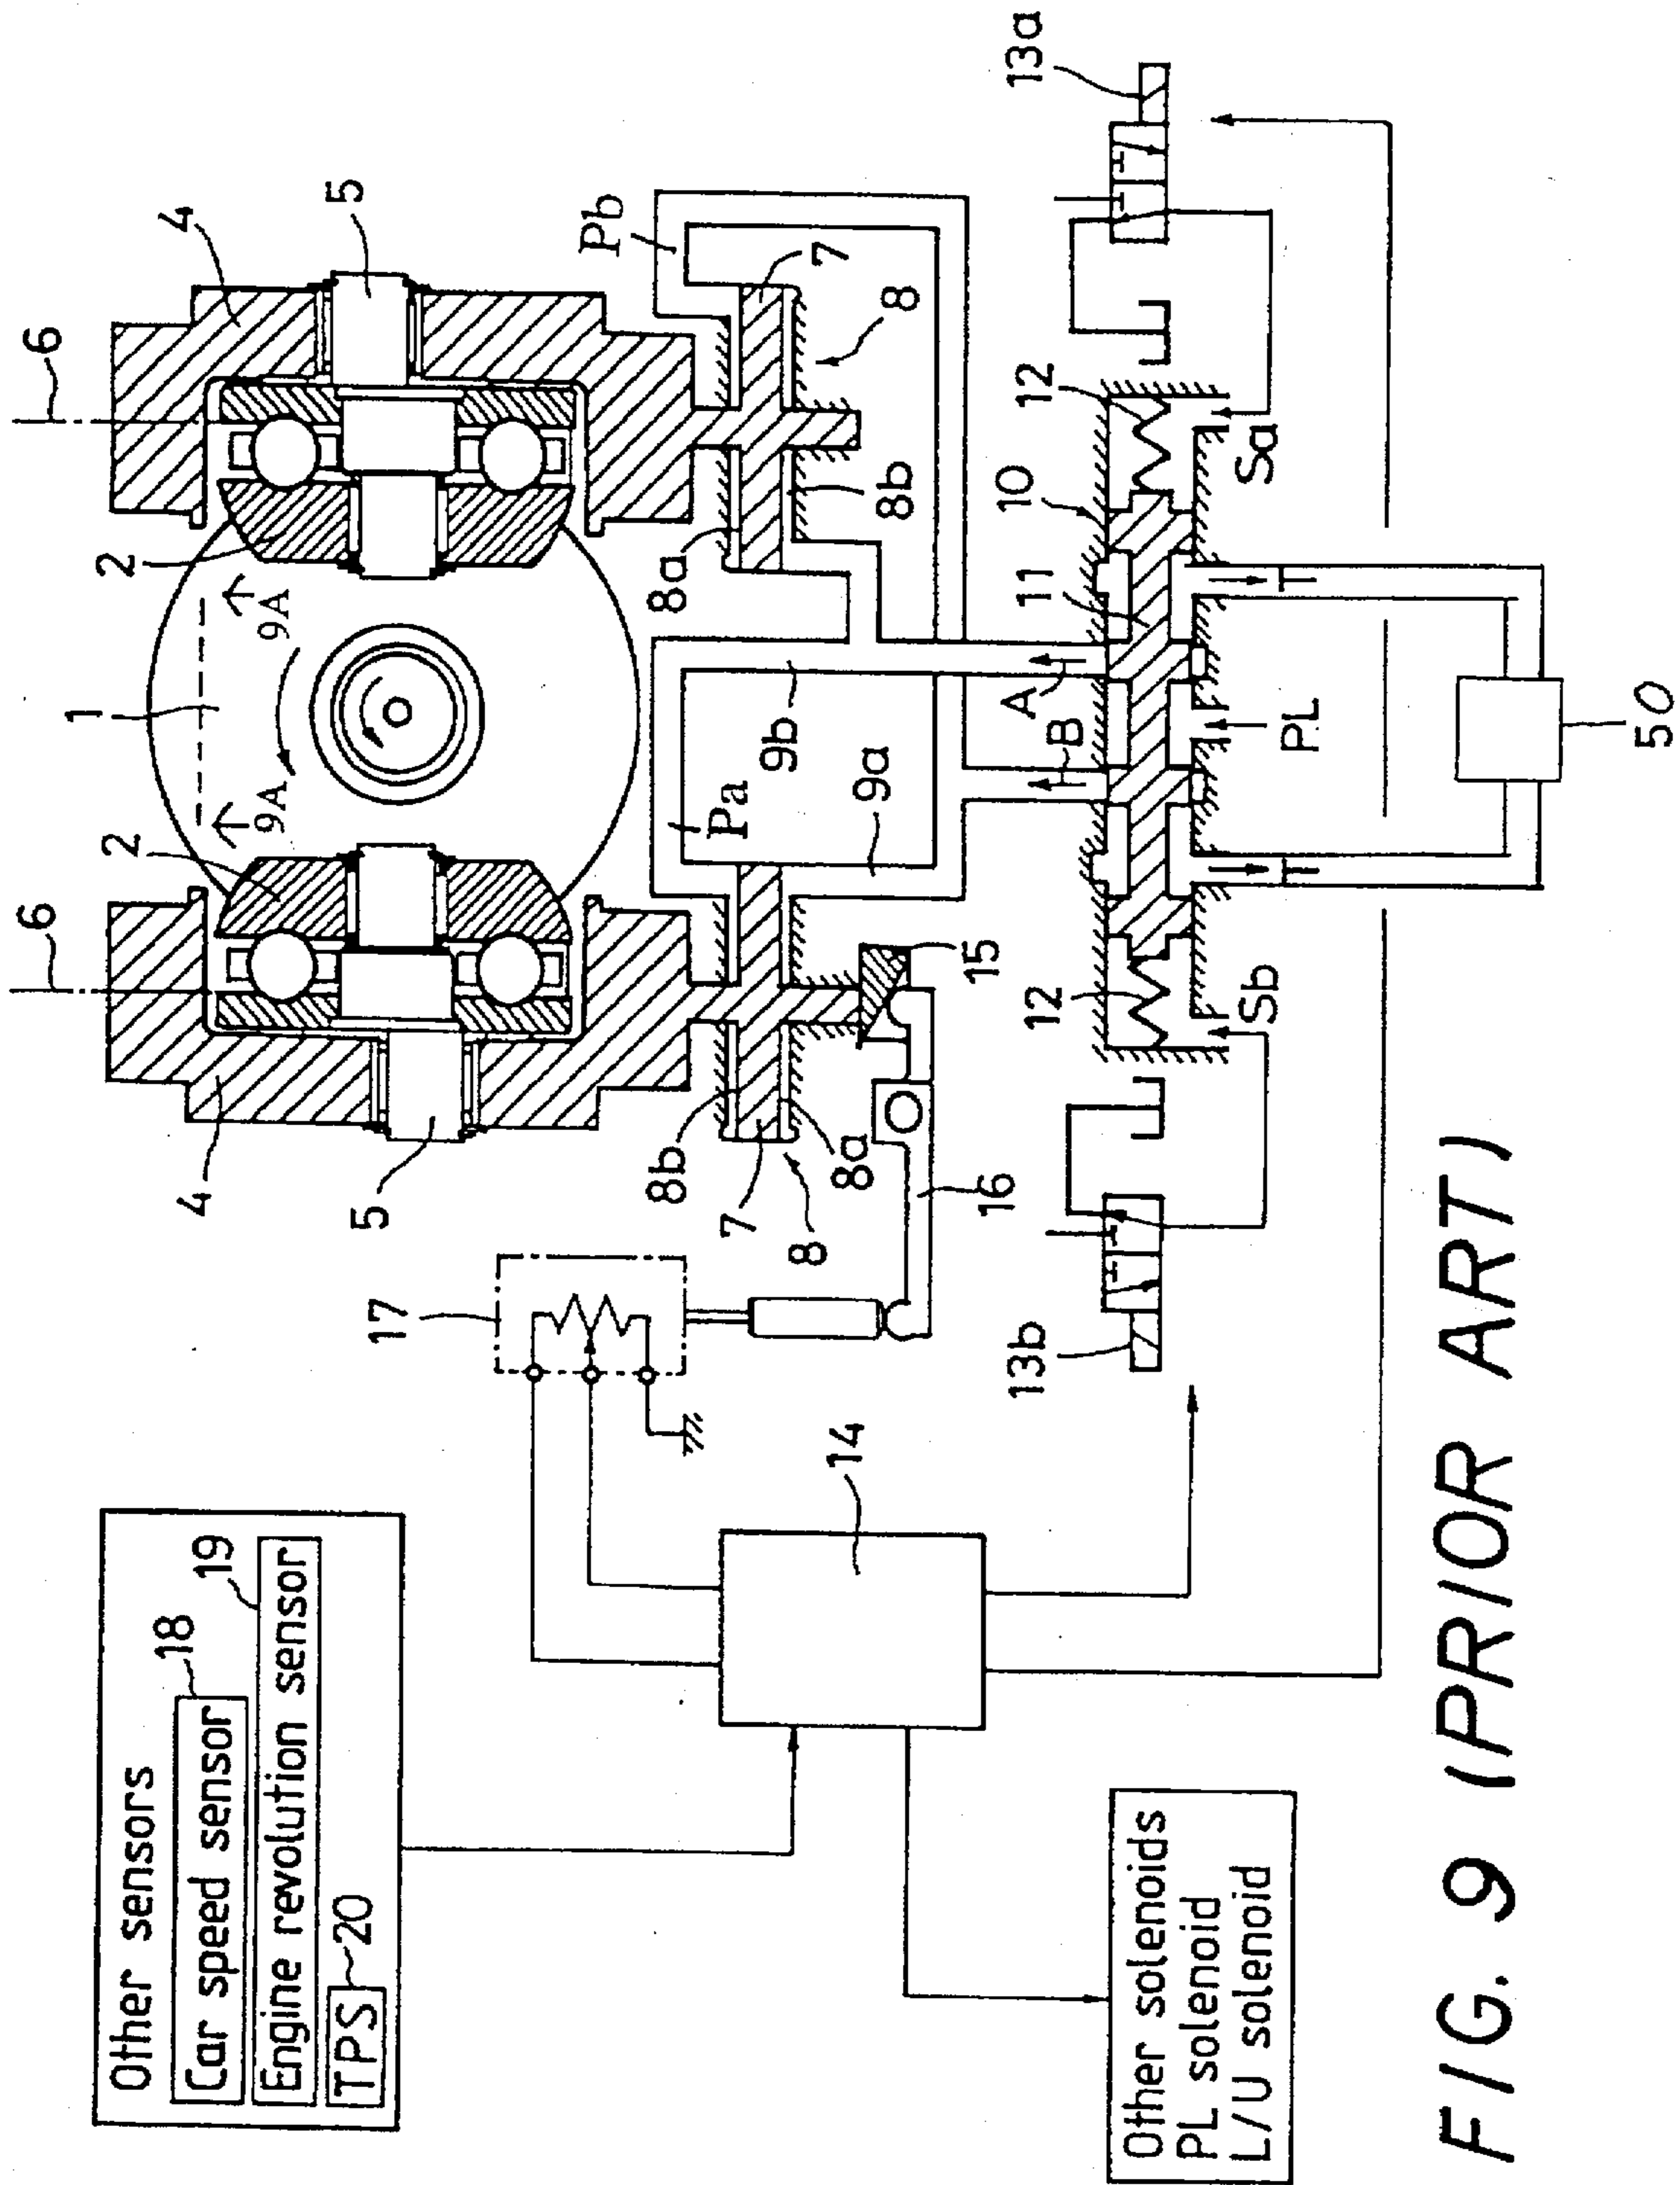 Other sensors
18
Car speed sensor
19
Engine revolution sensor
TPS
20
14
17
Other solenoids
PL solenoid
L/U solenoid
6
4
5
2
1
9A
9A
2
6
4
5
8b
7
8
8a
16
15
Pa
9b
9a
8a
8b
Pb
7
8
A
B
10
11
12
12
13a
13b
Sa
Sb
PL
50
FIG. 9 (PRIOR ART)